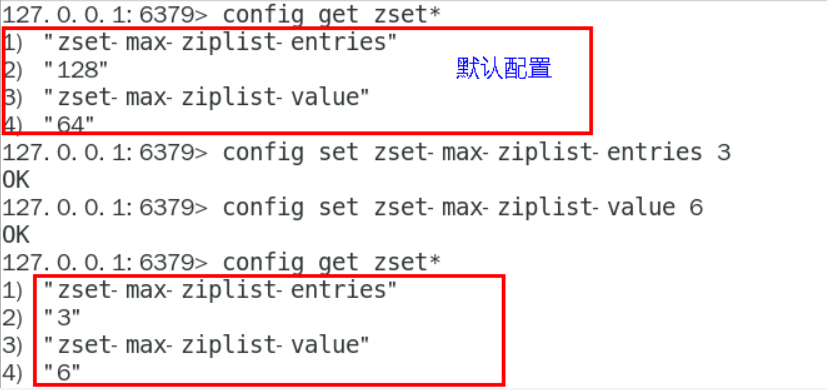 127.0.0.1:6379> config get zset*
1) "zset-max-ziplist-entries"
2) "128"
默认配置
3) "zset-max-ziplist-value"
4) "64"
127.0.0.1:6379> config set zset-max-ziplist-entries 3
OK
127.0.0.1:6379> config set zset-max-ziplist-value 6
OK
127.0.0.1:6379> config get zset*
1) "zset-max-ziplist-entries"
2) "3"
3) "zset-max-ziplist-value"
4) "6"